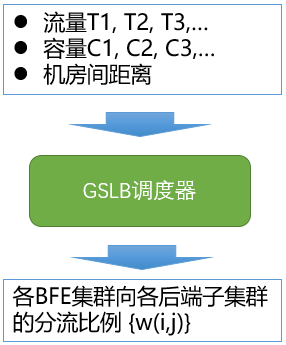 ● 流量T1, T2, T3,...
● 容量C1, C2, C3,...
● 机房间距离
GSLB调度器
各BFE集群向各后端子集群
的分流比例 {w(i,j)}